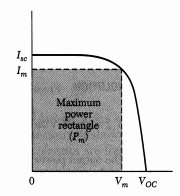 I_sc
I_m
Maximum
power
rectangle
(P_m)
0
V_m
V_OC